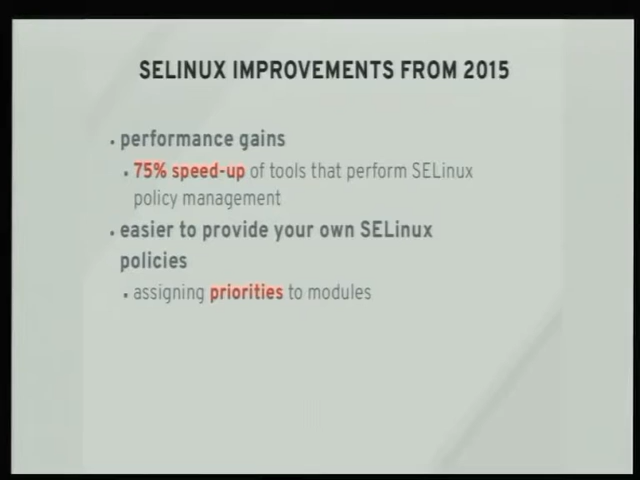 SELINUX IMPROVEMENTS FROM 2015
performance gains
75% speed-up of tools that perform SELinux
policy management
easier to provide your own SELinux
policies
assigning priorities to modules